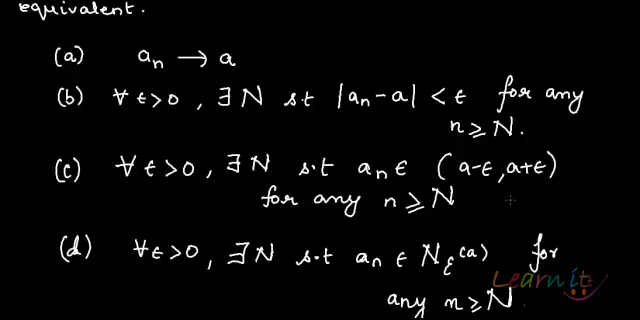 equivalent.
(a) aₙ → a
(b) ∀ ε>0, ∃ N s.t |aₙ-a| < ε for any
n ≥ N.
(c) ∀ ε>0, ∃ N s.t aₙ ∈ (a-ε, a+ε)
for any n ≥ N
(d) ∀ ε>0, ∃ N s.t aₙ ∈ N_ε(a) for
Learn it
any n ≥ N.